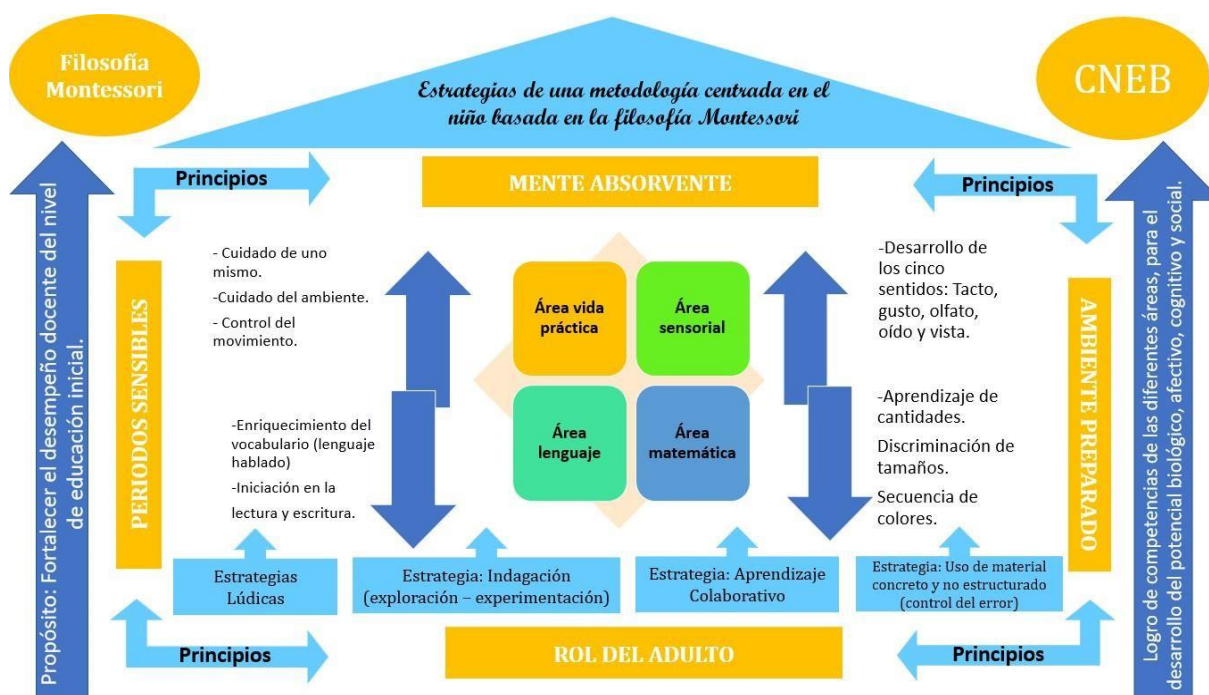 Filosofía
Montessori
Estrategias de una metodología centrada en el
niño basada en la filosofía Montessori
CNEB
Principios
MENTE ABSORVENTE
Principios
Propósito: Fortalecer el desempeño docente del nivel
de educación inicial.
PERIODOS SENSIBLES
- Cuidado de uno
mismo.
-Cuidado del ambiente.
- Control del
movimiento.
Área vida
práctica
Área
sensorial
-Desarrollo de
los cinco
sentidos: Tacto,
gusto, olfato,
oído y vista.
-Enriquecimiento del
vocabulario (lenguaje
hablado)
-Iniciación en la
lectura y escritura.
Área
lenguaje
Área
matemática
-Aprendizaje de
cantidades.
Discriminación de
tamaños.
Secuencia de
colores.
AMBIENTE PREPARADO
Logro de competencias de las diferentes áreas, para el
desarrollo del potencial biológico, afectivo, cognitivo y social.
Estrategias
Lúdicas
Estrategia: Indagación
(exploración – experimentación)
Estrategia: Aprendizaje
Colaborativo
Estrategia: Uso de material
concreto y no estructurado
(control del error)
Principios
ROL DEL ADULTO
Principios